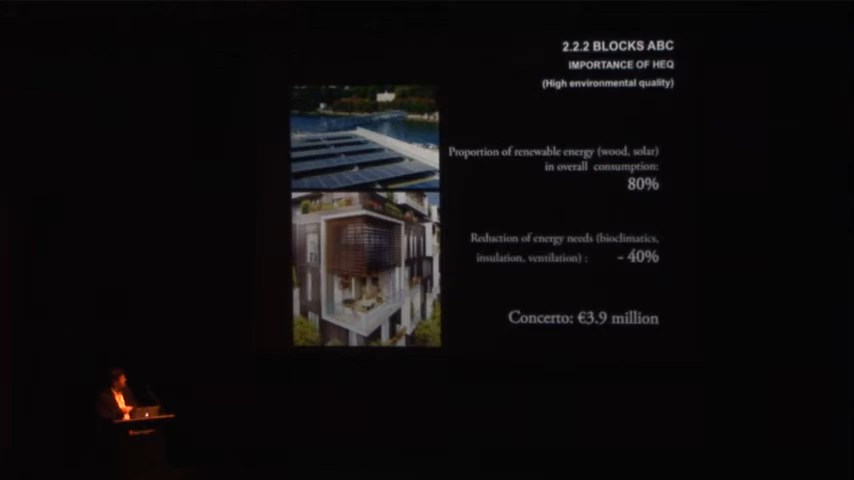 2.2.2 BLOCKS ABC
IMPORTANCE OF HEQ
(High environmental quality)
Proportion of renewable energy (wood, solar)
in overall consumption:
80%
Reduction of energy needs (bioclimatics,
insulation, ventilation) : - 40%
Concerto: €3.9 million